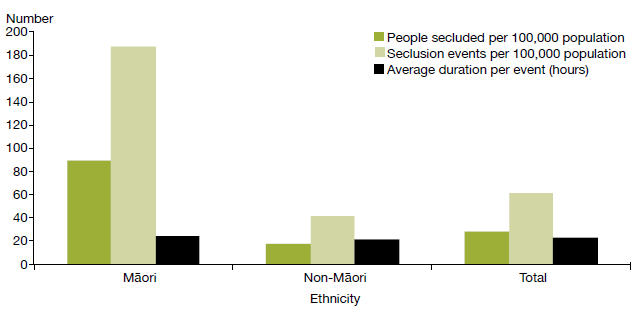 Number
200
180
160
140
120
100
80
60
40
20
0
People secluded per 100,000 population
Seclusion events per 100,000 population
Average duration per event (hours)
Māori
Non-Māori
Total
Ethnicity